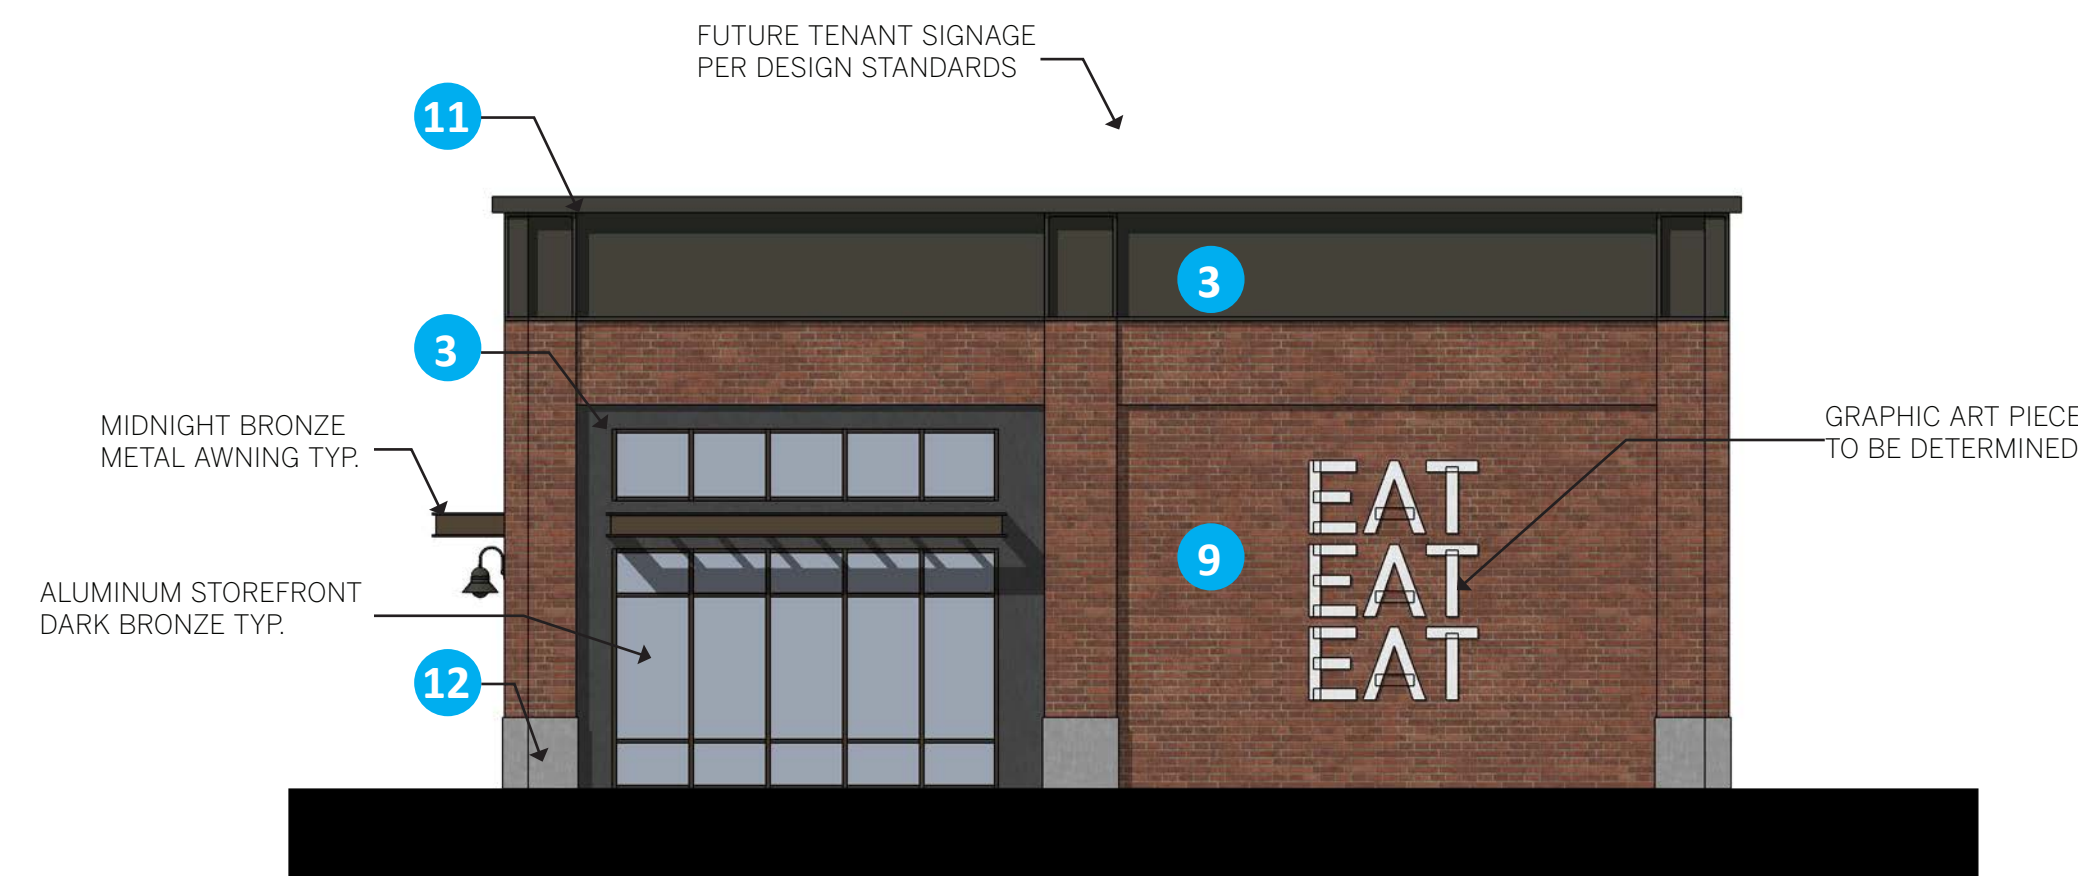 FUTURE TENANT SIGNAGE
PER DESIGN STANDARDS
11
3
3
MIDNIGHT BRONZE
METAL AWNING TYP.
GRAPHIC ART PIECE
TO BE DETERMINED
EAT
EAT
EAT
9
ALUMINUM STOREFRONT
DARK BRONZE TYP.
12